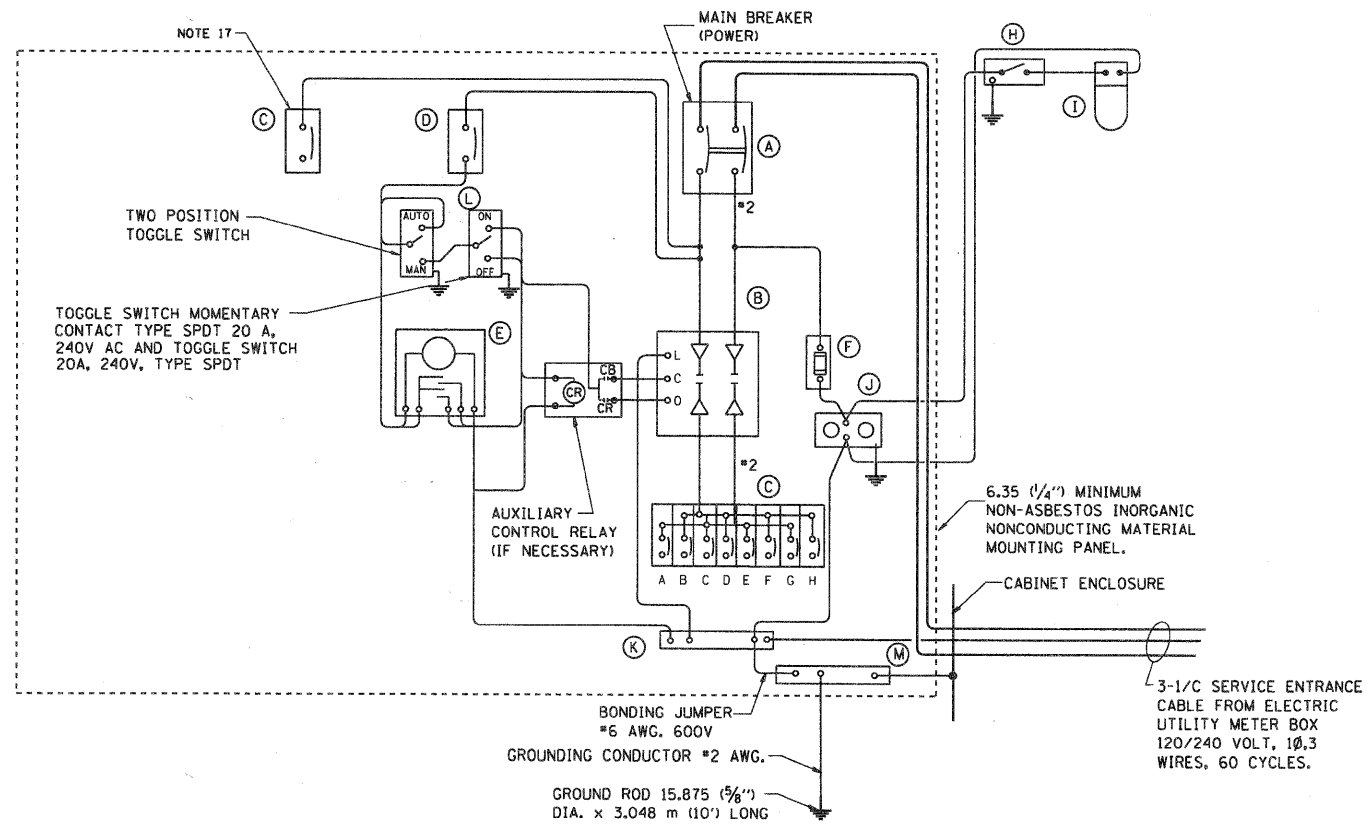 NOTE 17
MAIN BREAKER
(POWER)
H
C
D
A
I
L
#2
TWO POSITION
TOGGLE SWITCH
AUTO
MAN
ON
OFF
B
TOGGLE SWITCH MOMENTARY
CONTACT TYPE SPDT 20 A,
240V AC AND TOGGLE SWITCH
20A, 240V, TYPE SPDT
E
F
J
CB
CR
CR
L
C
O
#2
C
AUXILIARY
CONTROL RELAY
(IF NECESSARY)
6.35 (1/4") MINIMUM
NON-ASBESTOS INORGANIC
NONCONDUCTING MATERIAL
MOUNTING PANEL.
A B C D E F G H
CABINET ENCLOSURE
K
M
BONDING JUMPER
#6 AWG. 600V
GROUNDING CONDUCTOR #2 AWG.
GROUND ROD 15.875 (5/8")
DIA. x 3.048 m (10') LONG
3-1/C SERVICE ENTRANCE
CABLE FROM ELECTRIC
UTILITY METER BOX
120/240 VOLT, 1Ø,3
WIRES, 60 CYCLES.